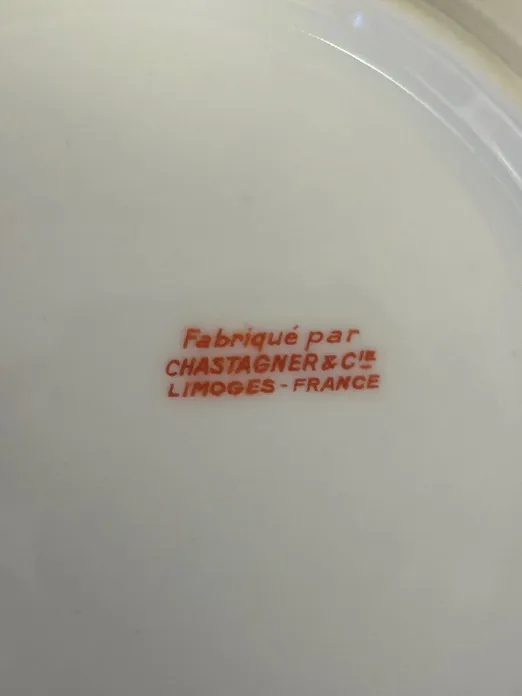 Fabriqué par
CHASTAGNER & CIE
LIMOGES - FRANCE